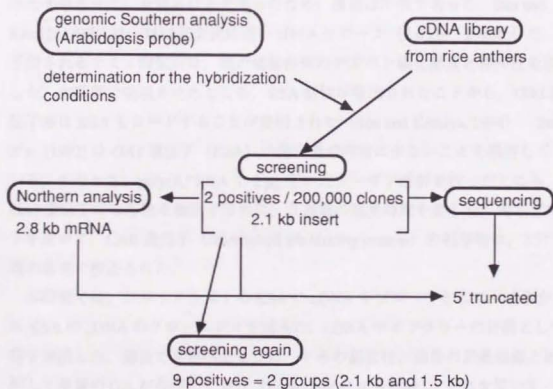 genomic Southern analysis
(Arabidopsis probe)
cDNA library
from rice anthers
determination for the hybridization
conditions
screening
Northern analysis
2.8 kb mRNA
2 positives / 200,000 clones
2.1 kb insert
sequencing
5' truncated
screening again
9 positives = 2 groups (2.1 kb and 1.5 kb)